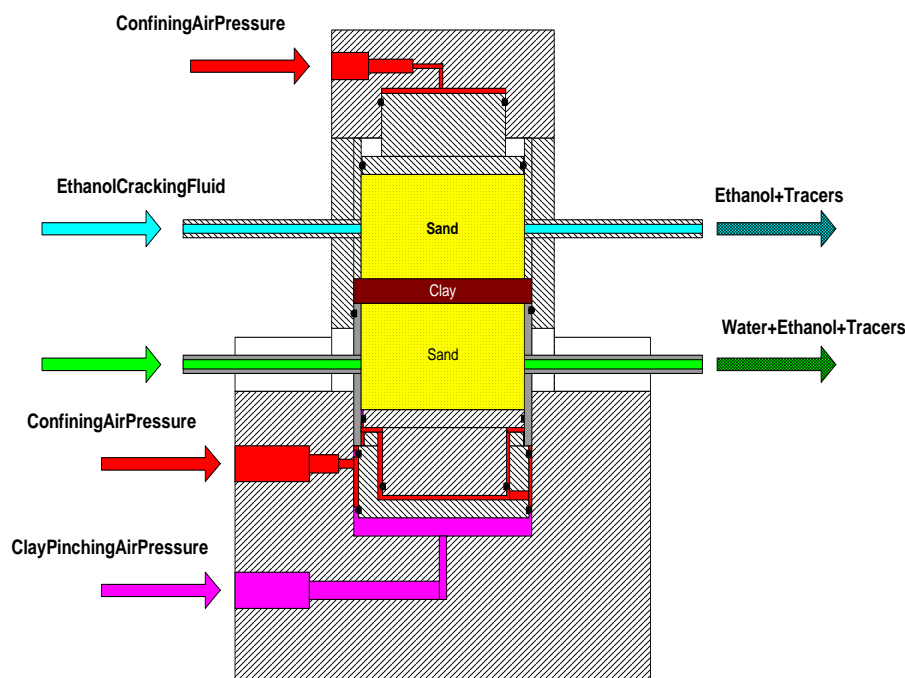 ConfiningAirPressure
EthanolCrackingFluid
Ethanol+Tracers
Sand
Clay
Water+Ethanol+Tracers
Sand
ConfiningAirPressure
ClayPinchingAirPressure